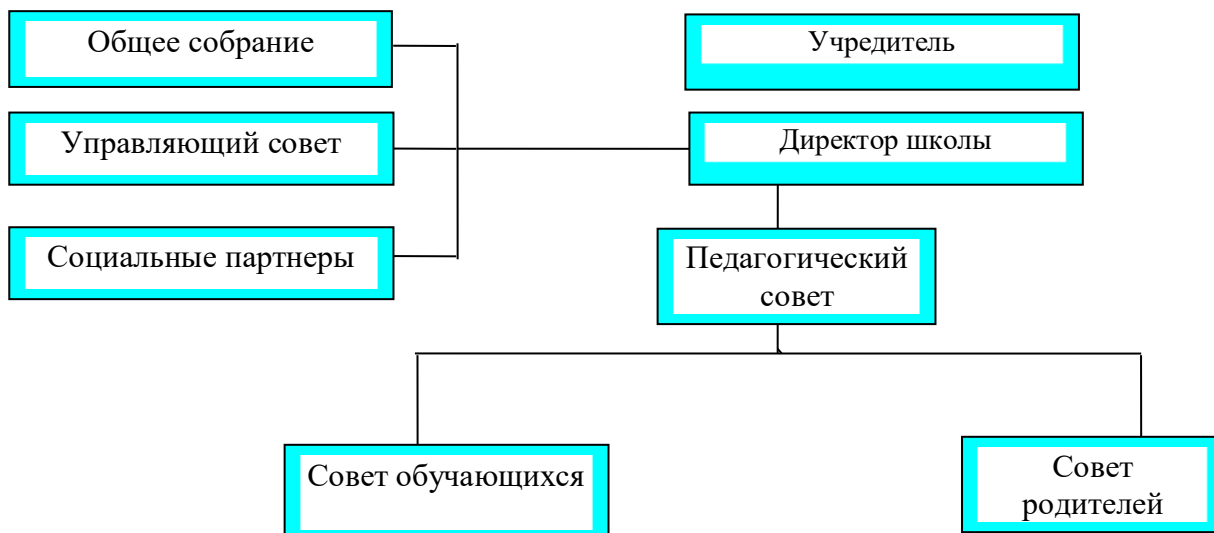 Общее собрание
Учредитель
Управляющий совет
Директор школы
Социальные партнеры
Педагогический
совет
Совет обучающихся
Совет
родителей